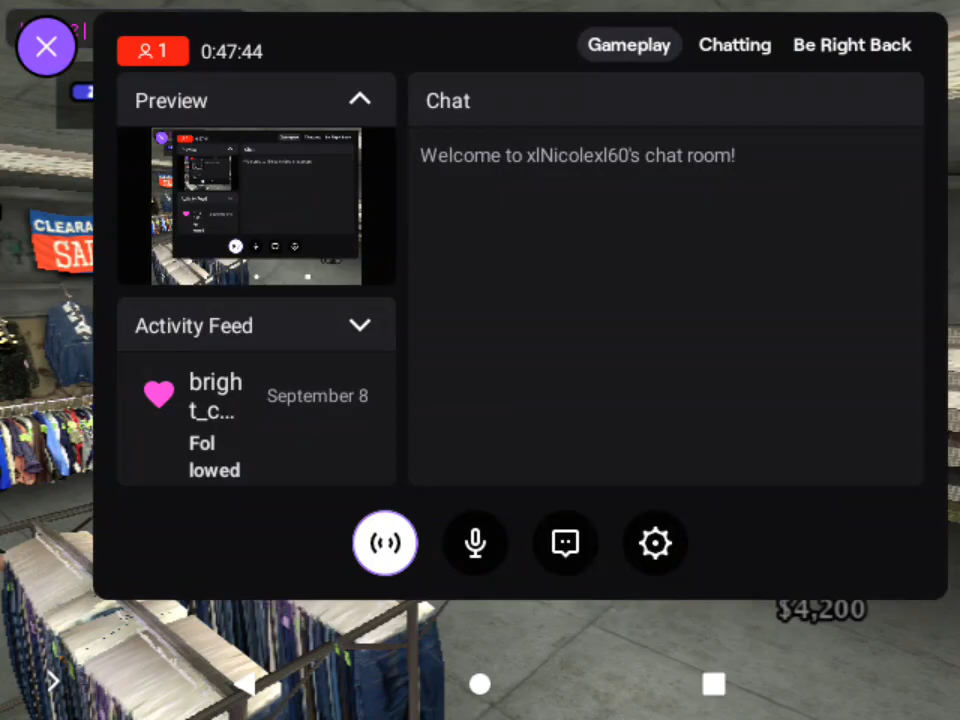 1
0:47:44
Gameplay
Chatting
Be Right Back
Preview
Chat
Welcome to xlNicolexl60's chat room!
CLEARA
SAL
Activity Feed
brigh
t_c...
September 8
Fol
lowed
$4,200